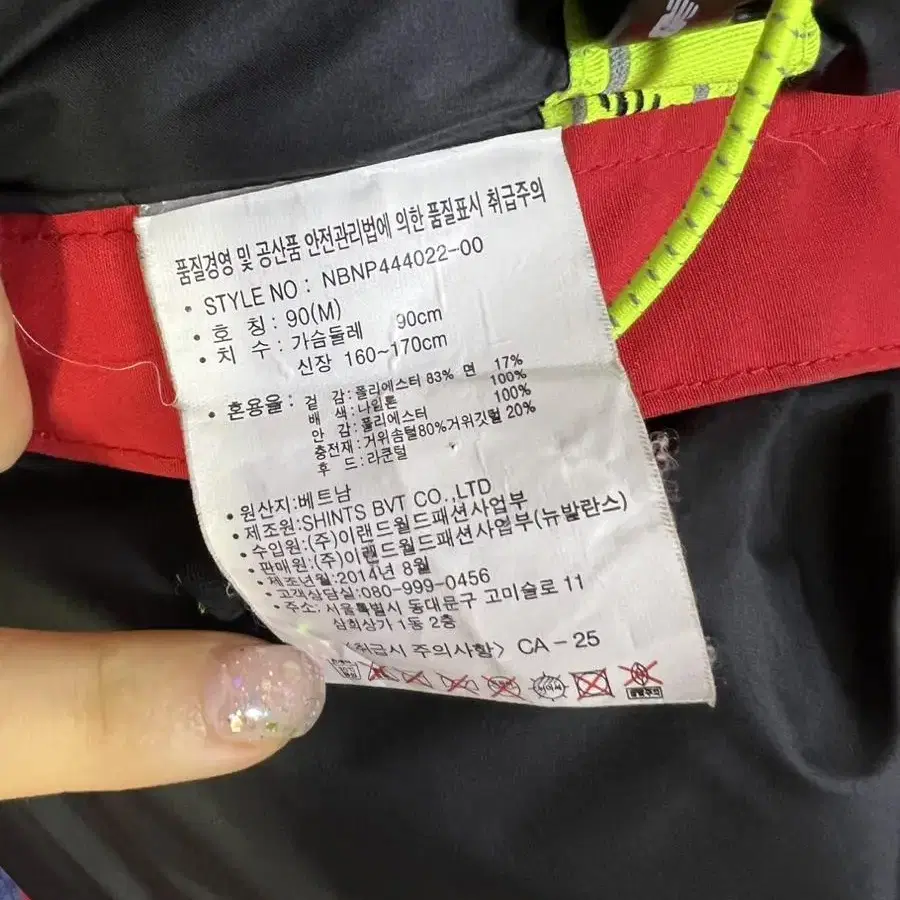 품질경영 및 공산품 안전관리법에 의한 품질표시 취급주의
• STYLE NO : NBNP444022-00
• 호 칭 : 90(M)
• 치 수 : 가슴둘레 90cm
신장 160~170cm
• 혼용율 : 겉 감 : 폴리에스터 83% 면 17%
배 색 : 나일론 100%
안 감 : 폴리에스터 100%
충전재 : 거위솜털80%거위깃털 20%
후 드 : 라쿤털
• 원산지:베트남
• 제조원:SHINTS BVT CO.,LTD
• 수입원:(주)이랜드월드패션사업부
• 판매원:(주)이랜드월드패션사업부(뉴발란스)
• 제조년월:2014년 8월
• 고객상담실:080-999-0456
• 주소: 서울특별시 동대문구 고미술로 11
삼희상가 1동 2층
〈취급시 주의사항〉 CA-25